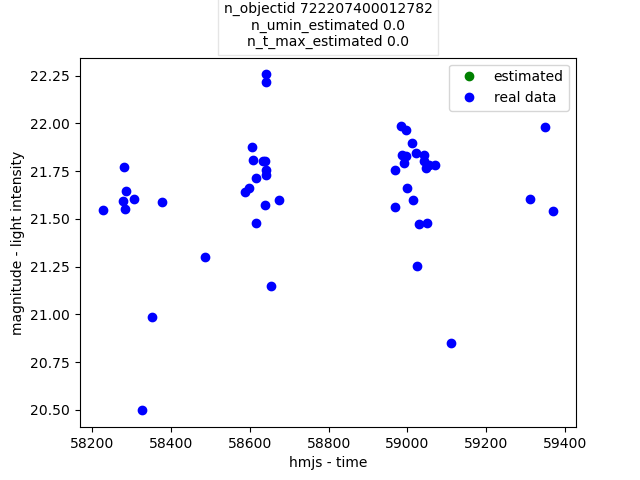 n_objectid 722207400012782
n_umin_estimated 0.0
n_t_max_estimated 0.0
estimated
real data
22.25
22.00
21.75
21.50
21.25
21.00
20.75
20.50
magnitude - light intensity
58200 58400 58600 58800 59000 59200 59400
hmjs - time